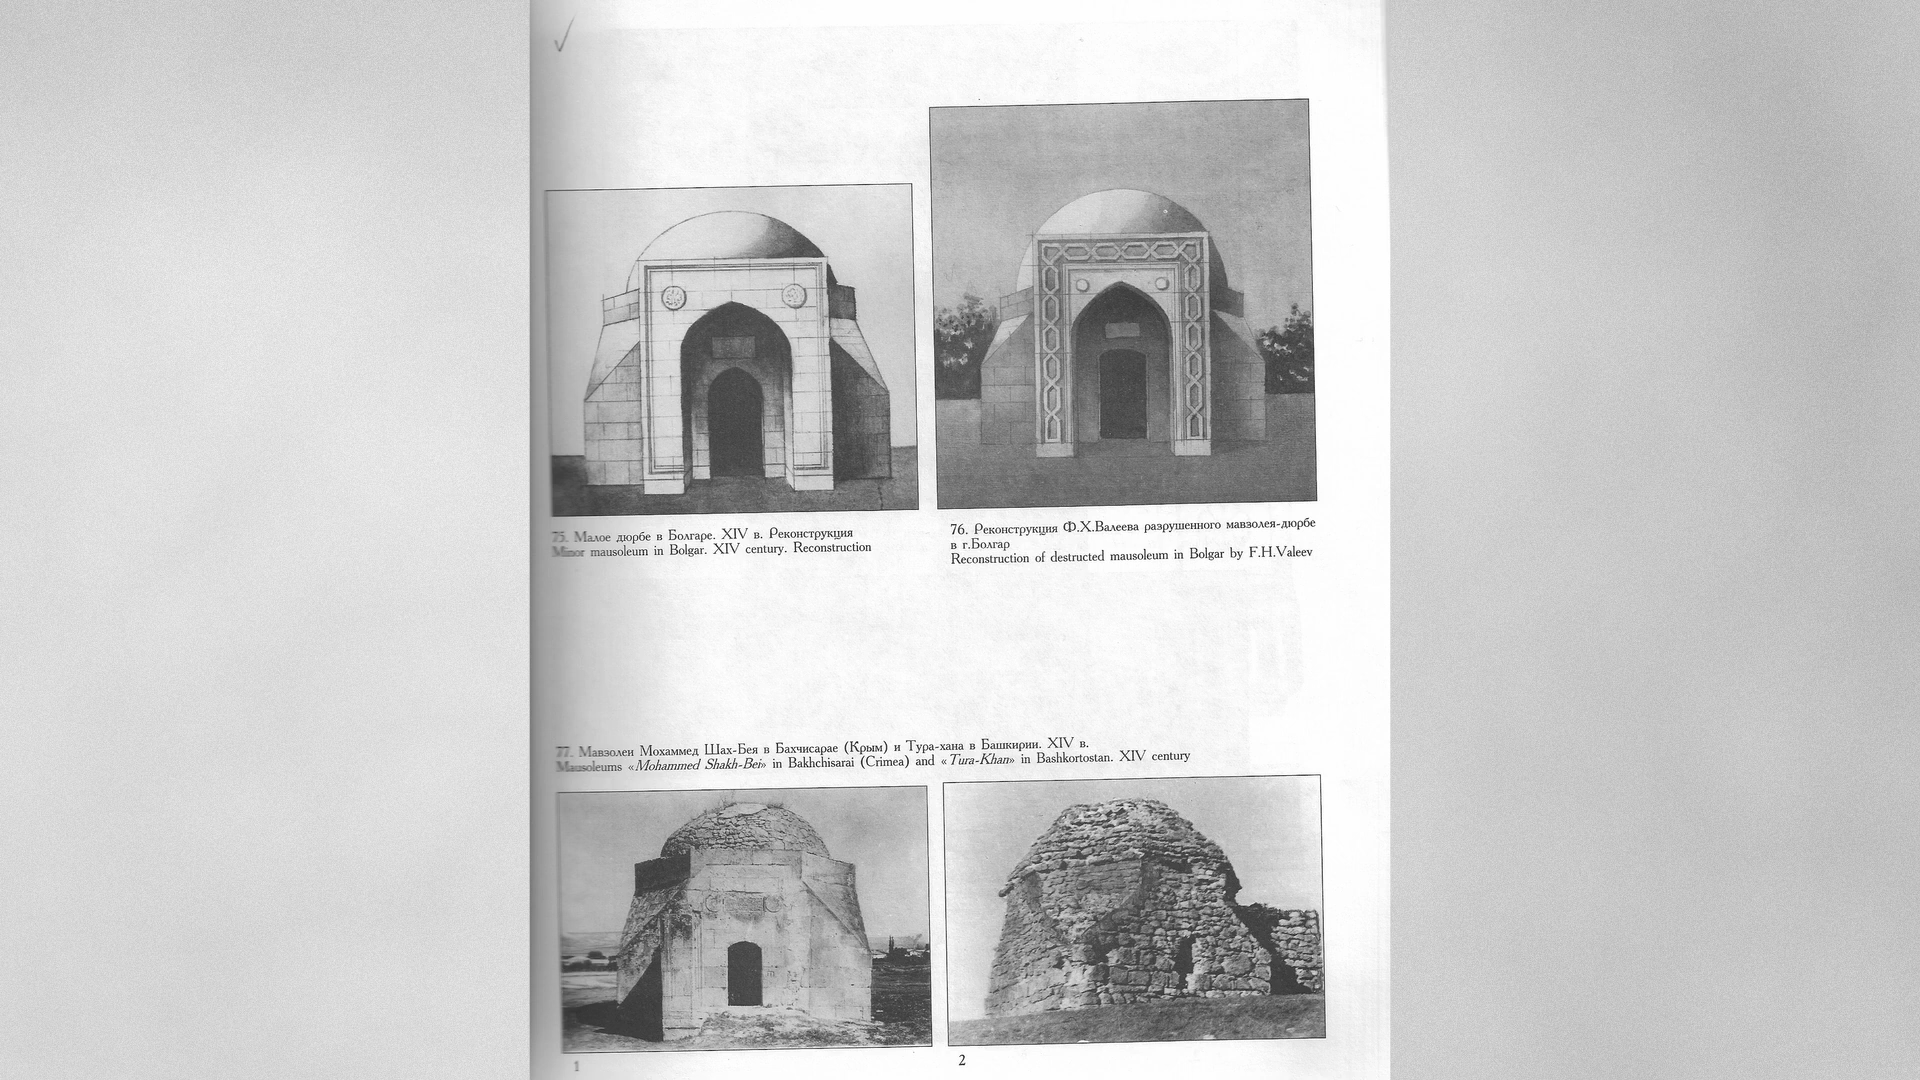 75. Малое дюрбе в Болгаре. XIV в. Реконструкция
Minor mausoleum in Bolgar. XIV century. Reconstruction
76. Реконструкция Ф.Х.Валеева разрушенного мавзолея-дюрбе
в г.Болгар
Reconstruction of destructed mausoleum in Bolgar by F.H.Valeev
77. Мавзолеи Мохаммед Шах-Бея в Бахчисарае (Крым) и Тура-хана в Башкирии. XIV в.
Mausoleums «Mohammed Shakh-Bei» in Bakhchisarai (Crimea) and «Tura-Khan» in Bashkortostan. XIV century
1
2